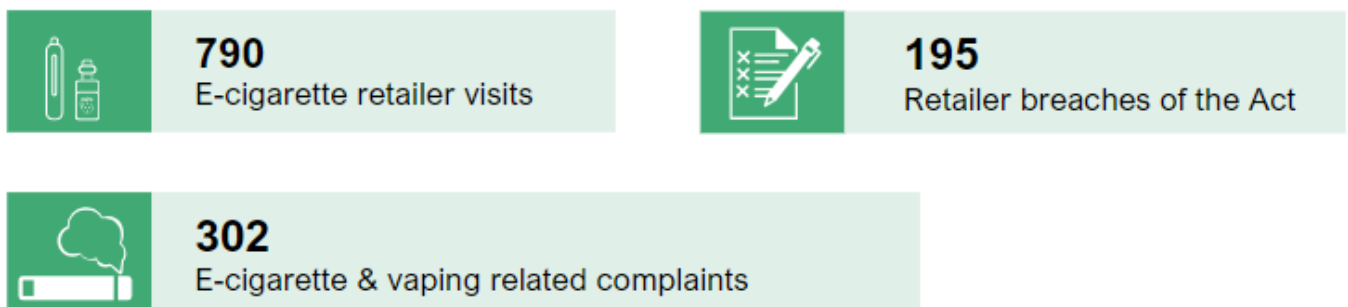 790
E-cigarette retailer visits
195
Retailer breaches of the Act
302
E-cigarette & vaping related complaints